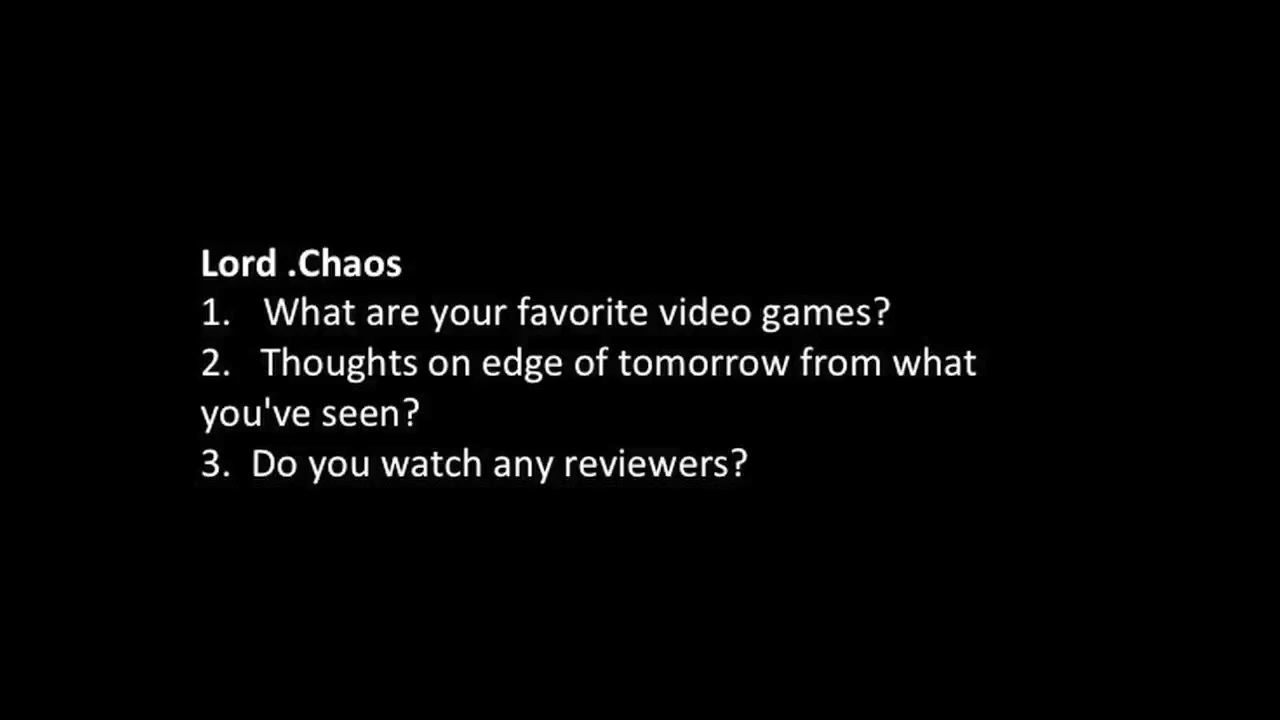 Lord .Chaos
1. What are your favorite video games?
2. Thoughts on edge of tomorrow from what
you've seen?
3. Do you watch any reviewers?